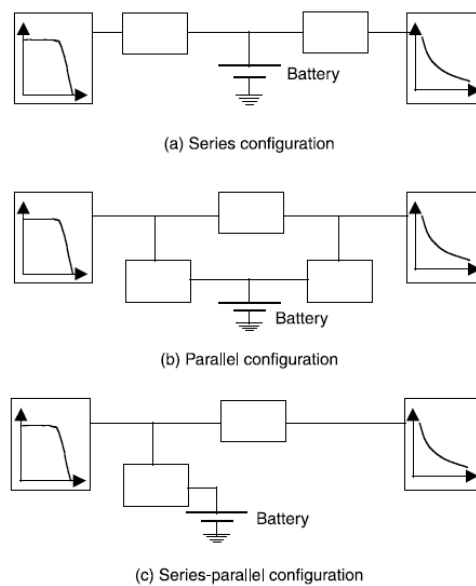 Battery
(a) Series configuration
Battery
(b) Parallel configuration
Battery
(c) Series-parallel configuration